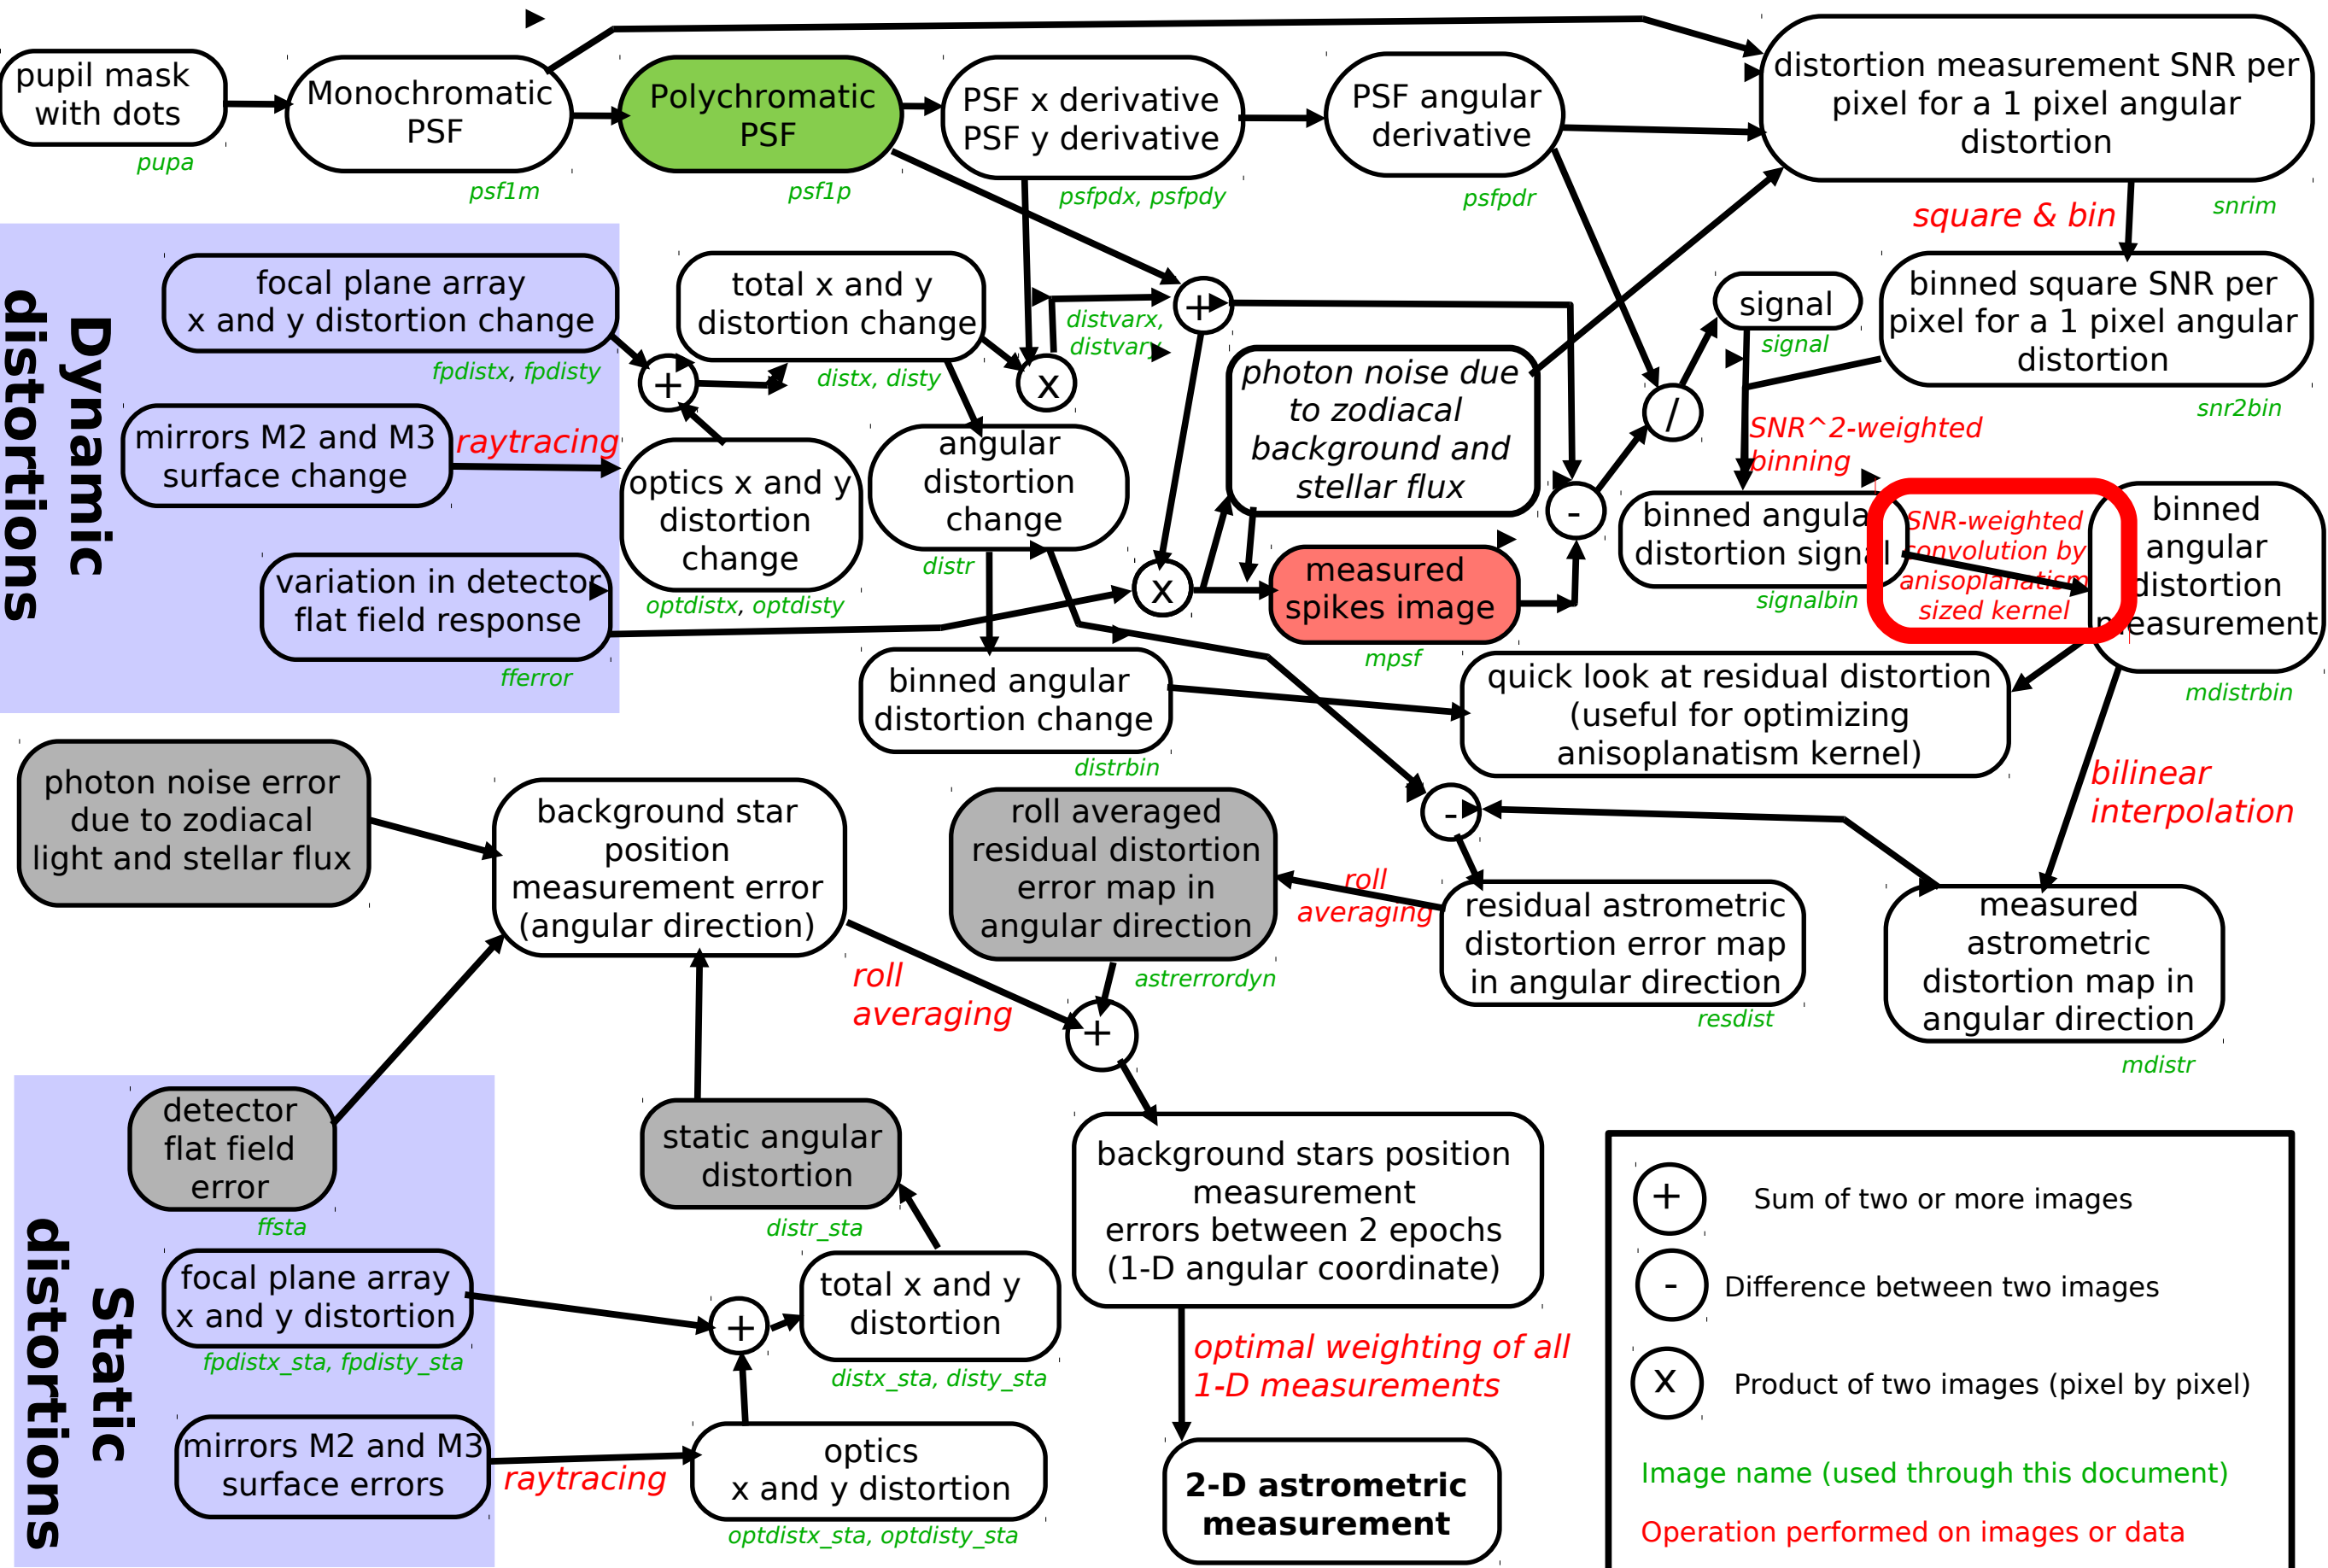 pupil mask
with dots
pupa
Monochromatic
PSF
psf1m
Polychromatic
PSF
psf1p
PSF x derivative
PSF y derivative
psfpdx, psfpdy
PSF angular
derivative
psfpdr
distortion measurement SNR per
pixel for a 1 pixel angular
distortion
snrim
square & bin
Dynamic
distortions
focal plane array
x and y distortion change
fpdistx, fpdisty
mirrors M2 and M3
surface change
raytracing
variation in detector
flat field response
fferror
+
total x and y
distortion change
distx, disty
optics x and y
distortion
change
optdistx, optdisty
x
distvarx,
distvary
+
angular
distortion
change
distr
photon noise due
to zodiacal
background and
stellar flux
x
measured
spikes image
mpsf
-
/
signal
signal
binned square SNR per
pixel for a 1 pixel angular
distortion
snr2bin
SNR^2-weighted
binning
binned angular
distortion signal
signalbin
SNR-weighted
convolution by
anisoplanatism
sized kernel
binned
angular
distortion
measurement
mdistrbin
binned angular
distortion change
distrbin
quick look at residual distortion
(useful for optimizing
anisoplanatism kernel)
bilinear
interpolation
photon noise error
due to zodiacal
light and stellar flux
background star
position
measurement error
(angular direction)
roll averaged
residual distortion
error map in
angular direction
astrerrordyn
-
roll
averaging
residual astrometric
distortion error map
in angular direction
resdist
measured
astrometric
distortion map in
angular direction
mdistr
roll
averaging
+
Static
distortions
detector
flat field
error
ffsta
static angular
distortion
distr_sta
focal plane array
x and y distortion
fpdistx_sta, fpdisty_sta
+
total x and y
distortion
distx_sta, disty_sta
mirrors M2 and M3
surface errors
raytracing
optics
x and y distortion
optdistx_sta, optdisty_sta
background stars position
measurement
errors between 2 epochs
(1-D angular coordinate)
optimal weighting of all
1-D measurements
2-D astrometric
measurement
+ Sum of two or more images
- Difference between two images
x Product of two images (pixel by pixel)
Image name (used through this document)
Operation performed on images or data